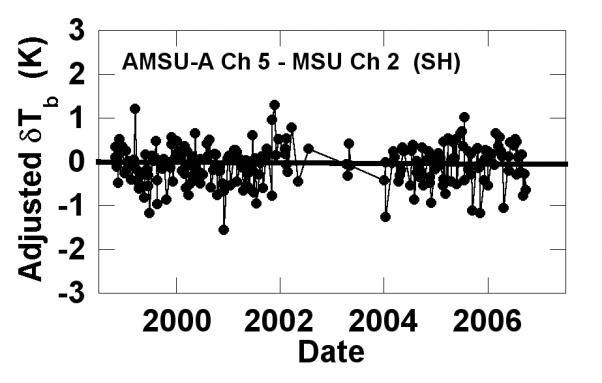 3
AMSU-A Ch 5 - MSU Ch 2 (SH)
2
1
0
-1
-2
-3
Adjusted δT_b (K)
2000 2002 2004 2006
Date